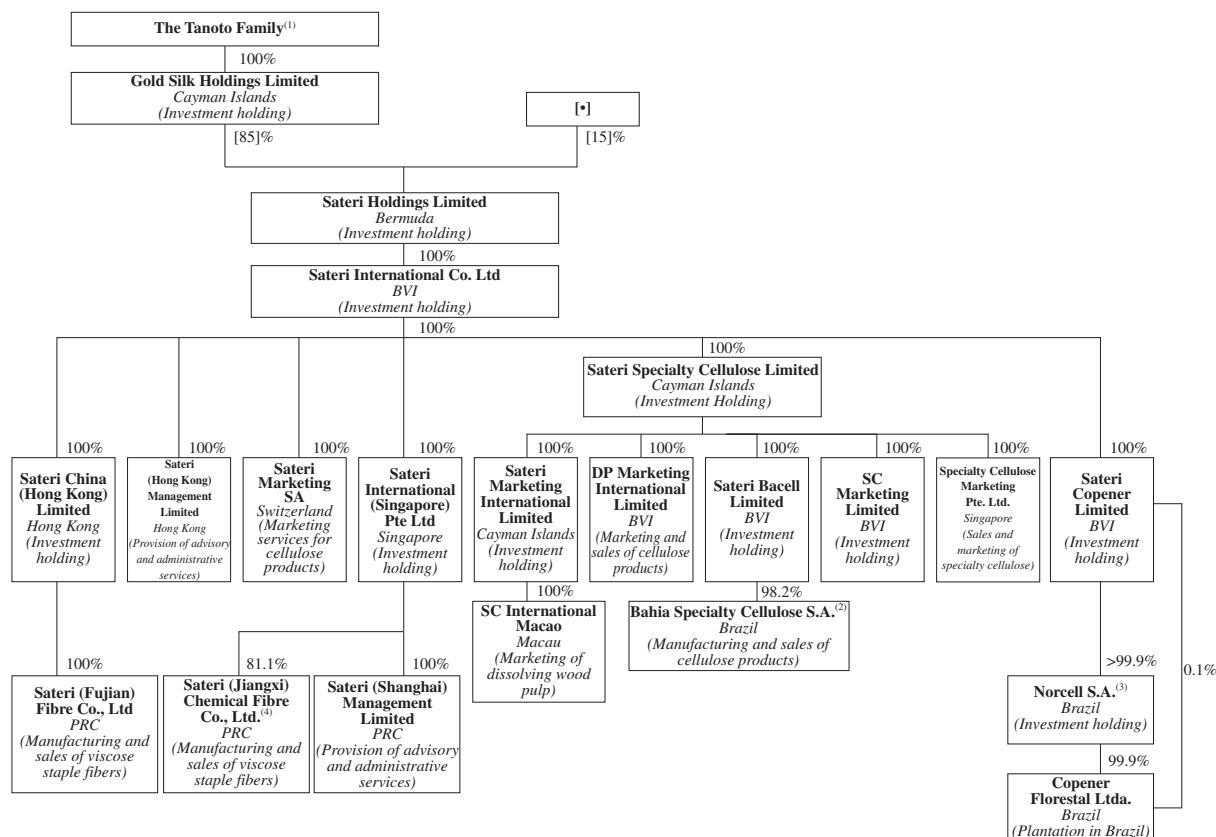 The Tanoto Family(1)
100%
Gold Silk Holdings Limited
Cayman Islands
(Investment holding)
[•]
[85]%
[15]%
Sateri Holdings Limited
Bermuda
(Investment holding)
100%
Sateri International Co. Ltd
BVI
(Investment holding)
100%
100%
Sateri Specialty Cellulose Limited
Cayman Islands
(Investment Holding)
100%
Sateri China
(Hong Kong)
Limited
Hong Kong
(Investment
holding)
100%
Sateri
(Hong Kong)
Management
Limited
Hong Kong
(Provision of advisory
and administrative
services)
100%
Sateri
Marketing
SA
Switzerland
(Marketing
services for
cellulose
products)
100%
Sateri
International
(Singapore)
Pte Ltd
Singapore
(Investment
holding)
100%
Sateri
Marketing
International
Limited
Cayman Islands
(Investment
holding)
100%
DP Marketing
International
Limited
BVI
(Marketing and
sales of cellulose
products)
100%
Sateri Bacell
Limited
BVI
(Investment
holding)
100%
SC
Marketing
Limited
BVI
(Investment
holding)
100%
Specialty Cellulose
Marketing
Pte. Ltd.
Singapore
(Sales and
marketing of
specialty cellulose)
100%
Sateri
Copener
Limited
BVI
(Investment
holding)
100%
SC International
Macao
Macau
(Marketing of
dissolving wood
pulp)
98.2%
Bahia Specialty Cellulose S.A.(2)
Brazil
(Manufacturing and sales of
cellulose products)
100%
Sateri (Fujian)
Fibre Co., Ltd
PRC
(Manufacturing and
sales of viscose
staple fibers)
81.1%
Sateri (Jiangxi)
Chemical Fibre
Co., Ltd.(4)
PRC
(Manufacturing and
sales of viscose
staple fibers)
100%
Sateri (Shanghai)
Management
Limited
PRC
(Provision of advisory
and administrative
services)
>99.9%
0.1%
Norcell S.A.(3)
Brazil
(Investment holding)
99.9%
Copener
Florestal Ltda.
Brazil
(Plantation in Brazil)